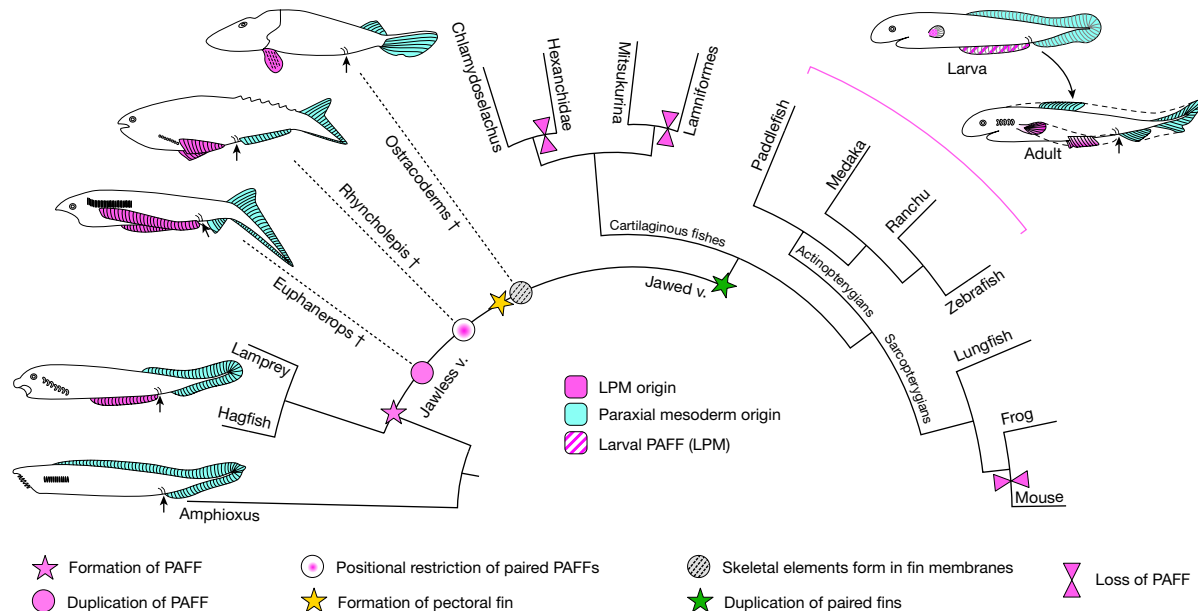 Chlamydoselachus
Hexanchidae
Mitsukurina
Lamniformes
Larva
Adult
Paddlefish
Medaka
Ranchu
Zebrafish
Ostracoderms †
Rhyncholepis †
Euphanerops †
Cartilaginous fishes
Jawed v.
Actinopterygians
Sarcopterygians
Lungfish
Frog
Mouse
Lamprey
Hagfish
Jawless v.
Amphioxus
LPM origin
Paraxial mesoderm origin
Larval PAFF (LPM)
Formation of PAFF
Positional restriction of paired PAFFs
Skeletal elements form in fin membranes
Loss of PAFF
Duplication of PAFF
Formation of pectoral fin
Duplication of paired fins